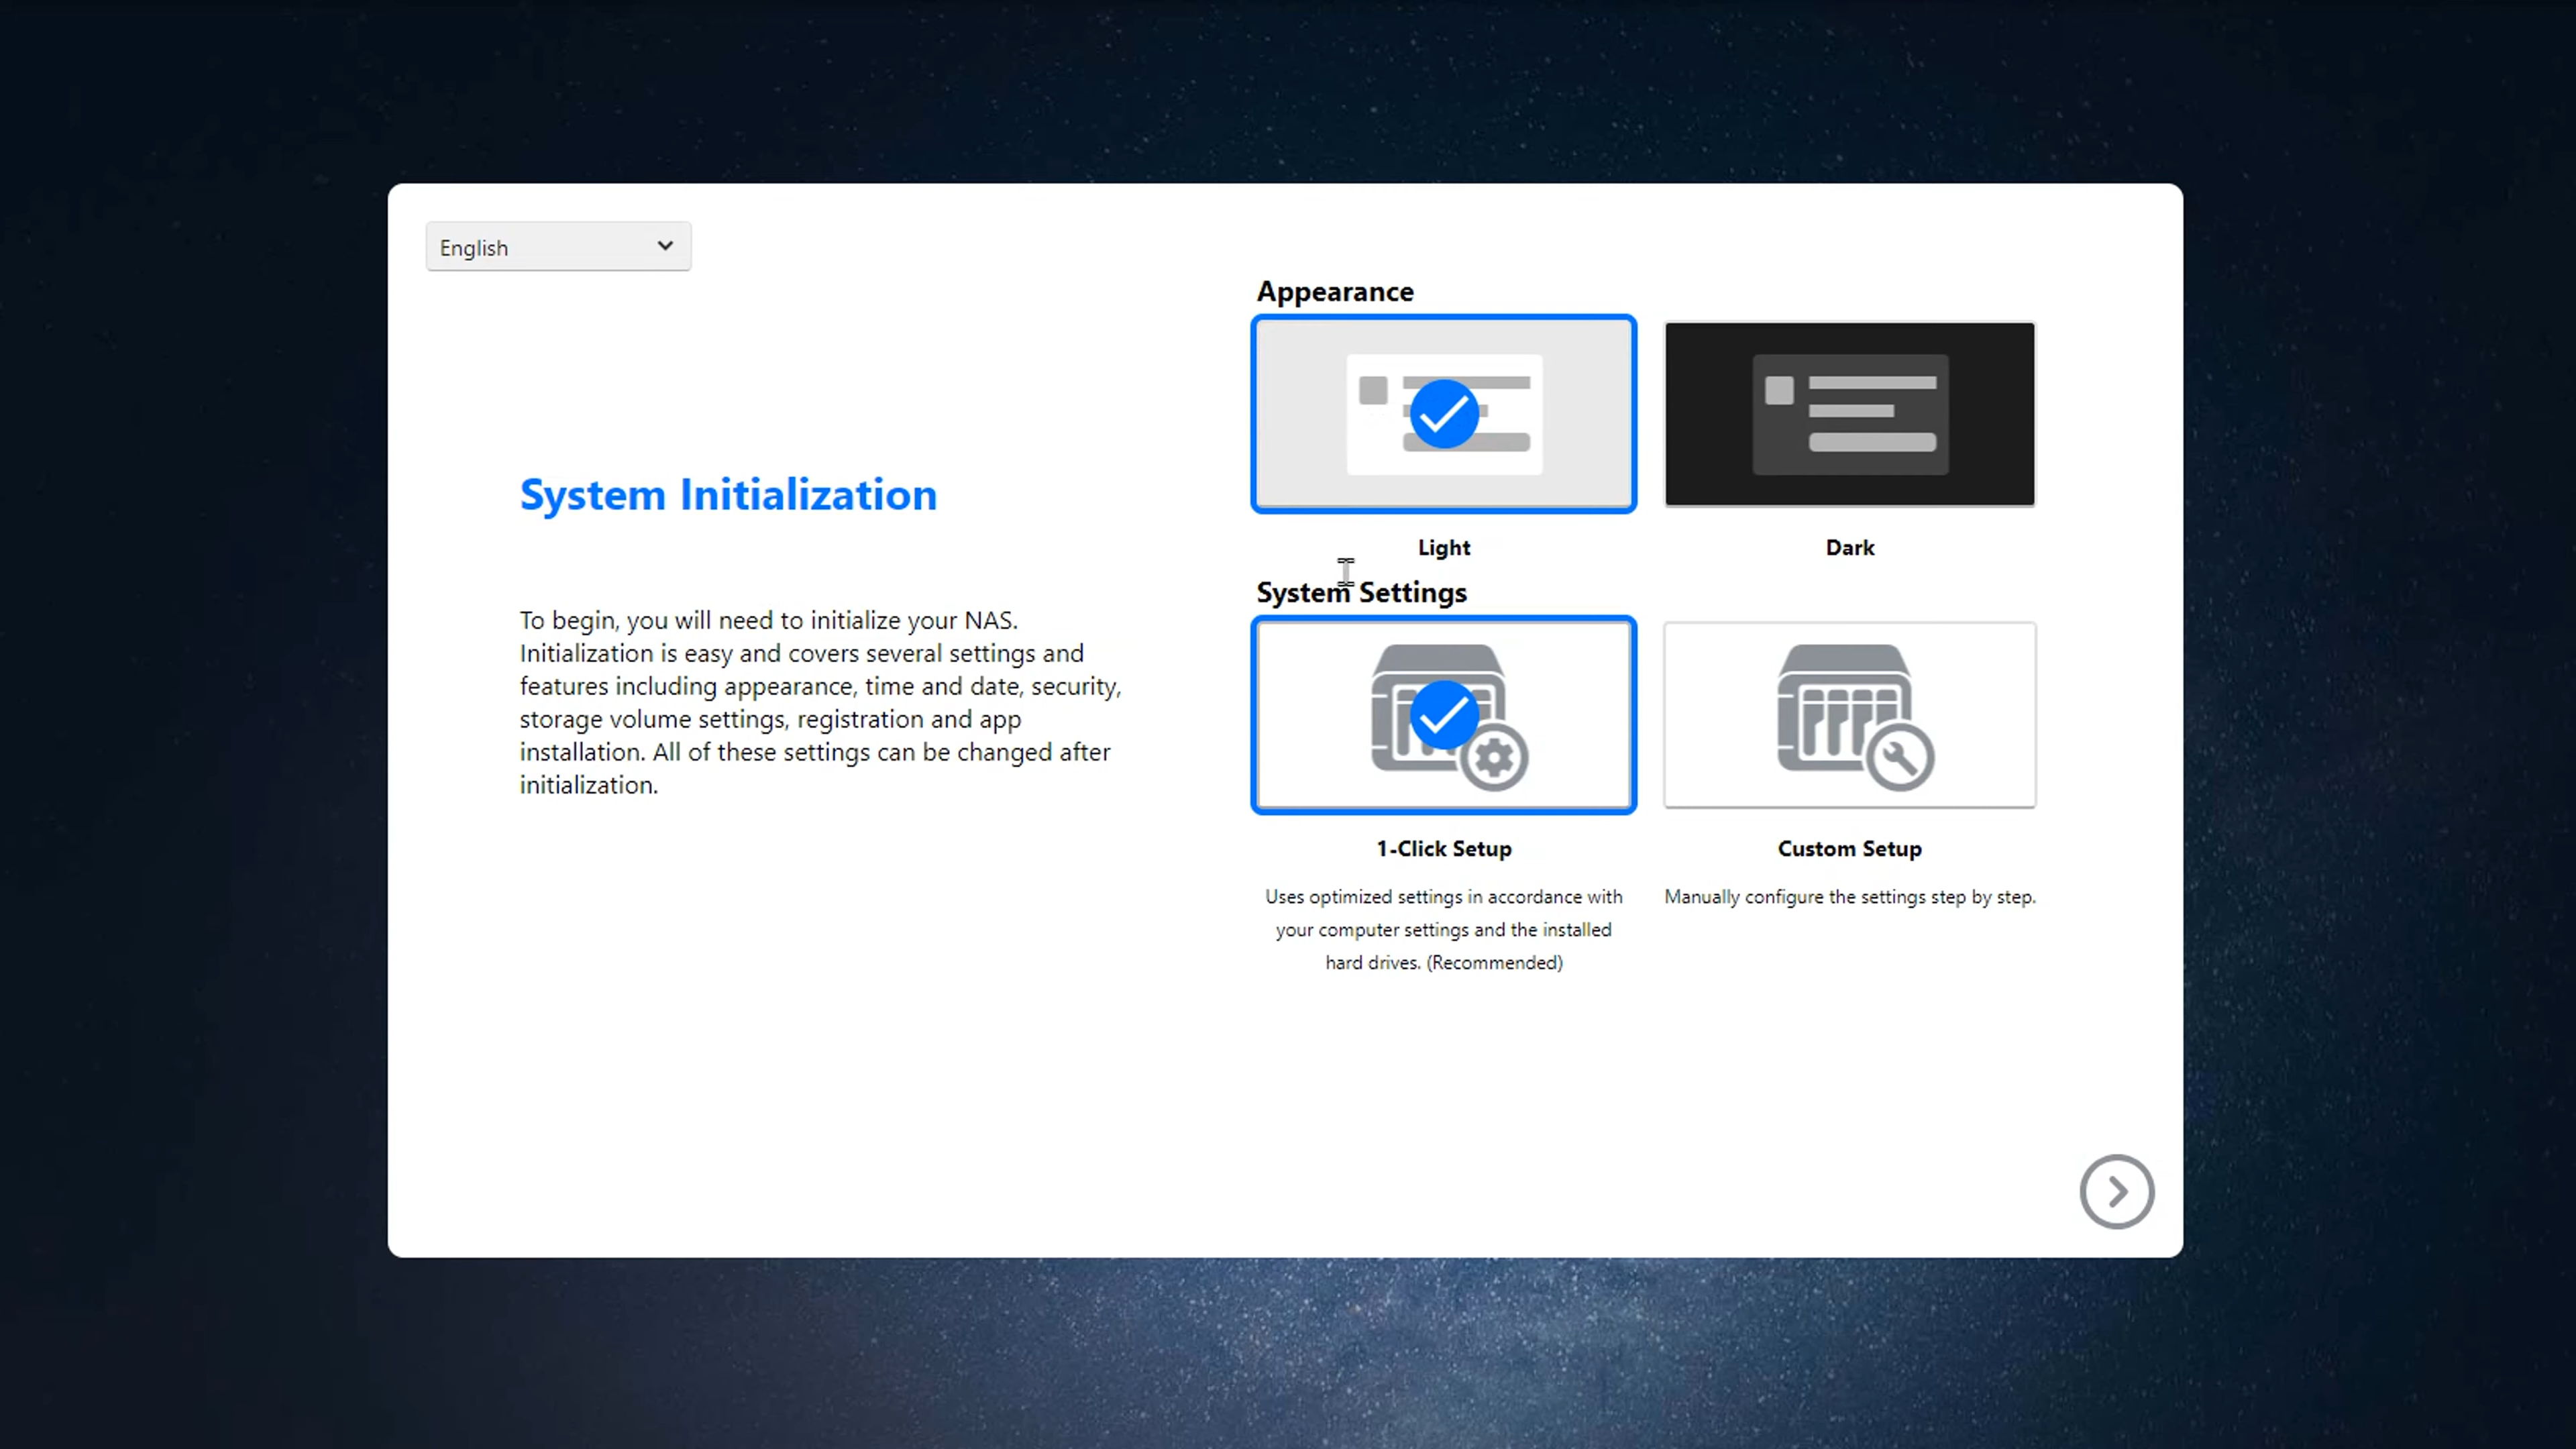 English
System Initialization
To begin, you will need to initialize your NAS.
Initialization is easy and covers several settings and
features including appearance, time and date, security,
storage volume settings, registration and app
installation. All of these settings can be changed after
initialization.
Appearance
Light
Dark
System Settings
1-Click Setup
Uses optimized settings in accordance with
your computer settings and the installed
hard drives. (Recommended)
Custom Setup
Manually configure the settings step by step.